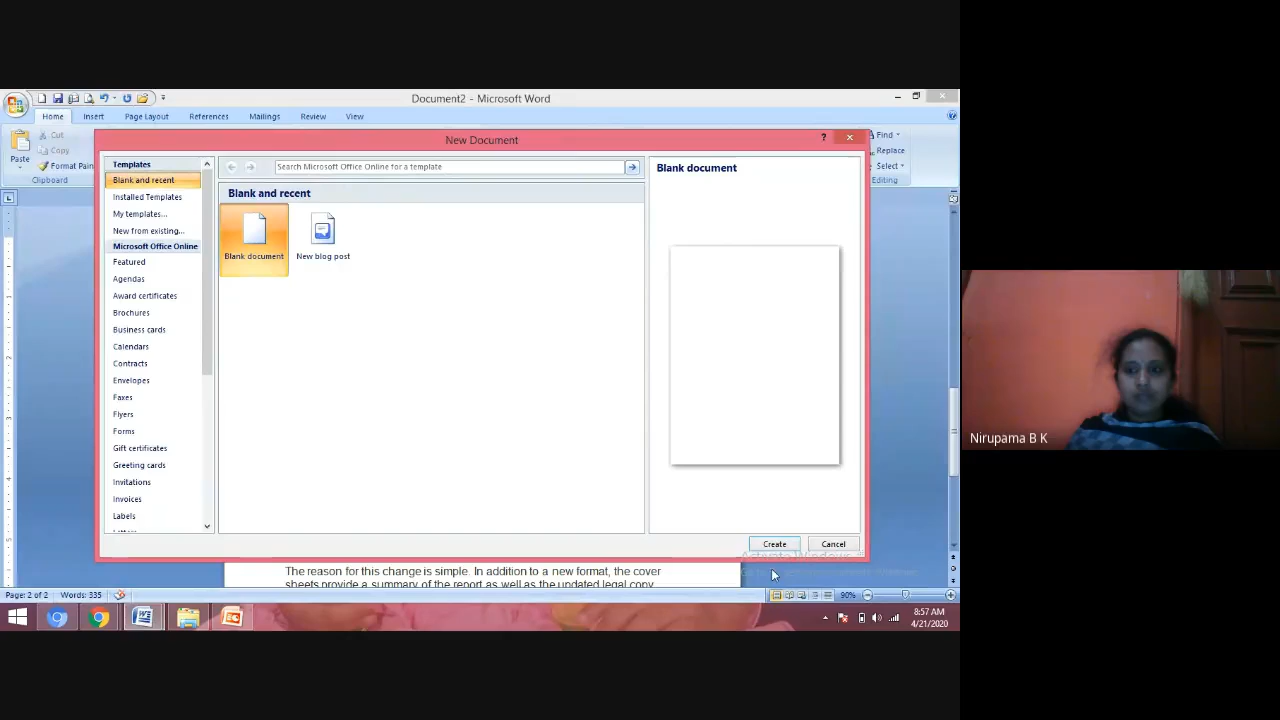 Document2 - Microsoft Word
Home Insert Page Layout References Mailings Review View
Paste
Cut
Copy
Format Pain
Clipboard
Find
Replace
Select
Editing
New Document
Templates
Blank and recent
Installed Templates
My templates...
New from existing...
Microsoft Office Online
Featured
Agendas
Award certificates
Brochures
Business cards
Calendars
Contracts
Envelopes
Faxes
Flyers
Forms
Gift certificates
Greeting cards
Invitations
Invoices
Labels
Search Microsoft Office Online for a template
Blank and recent
Blank document
New blog post
Blank document
Create
Cancel
Activate Windows
The reason for this change is simple. In addition to a new format, the cover
sheets provide a summary of the report as well as the updated legal copy
Page: 2 of 2 Words: 335
90%
8:57 AM
4/21/2020
Nirupama B K